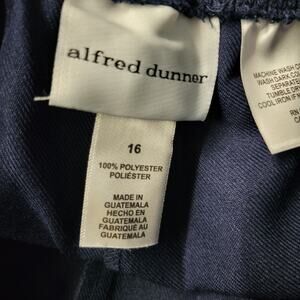 alfred dunner
16
100% POLYESTER
POLIÉSTER
MADE IN
GUATEMALA
HECHO EN
GUATEMALA
FABRIQUÉ AU
GUATEMALA
MACHINE WASH
WASH DARK
SEPARATE
TUMBLE DRY
COOL IRON IF
RN